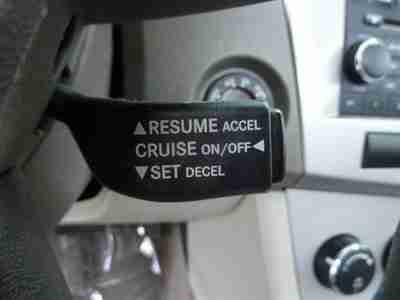 ▲RESUME ACCEL
CRUISE ON/OFF◀
▼SET DECEL